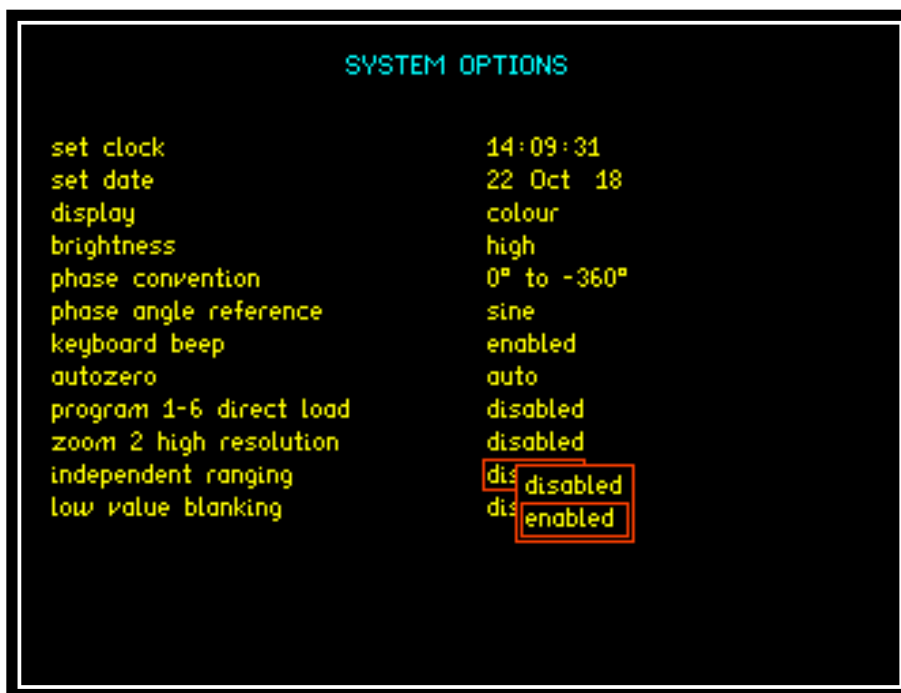 SYSTEM OPTIONS
set clock 14:09:31
set date 22 Oct 18
display colour
brightness high
phase convention 0° to -360°
phase angle reference sine
keyboard beep enabled
autozero auto
program 1-6 direct load disabled
zoom 2 high resolution disabled
independent ranging dis
disabled
low value blanking dis
enabled